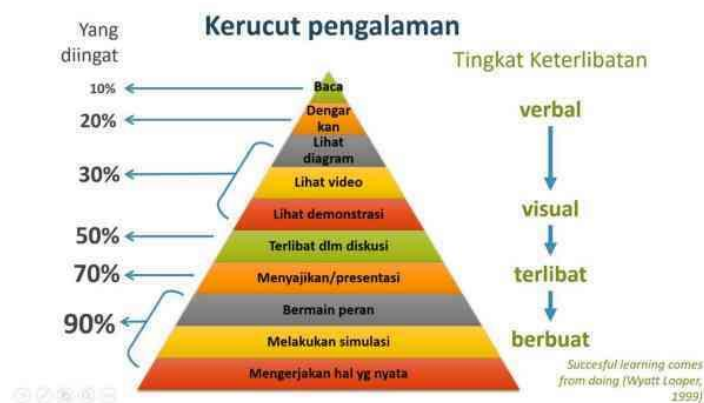 Yang
diingat
Kerucut pengalaman
Tingkat Keterlibatan
10%
Baca
verbal
20%
Dengar
kan
Lihat
diagram
30%
Lihat video
Lihat demonstrasi
visual
50%
Terlibat dlm diskusi
70%
Menyajikan/presentasi
terlibat
Bermain peran
90%
Melakukan simulasi
berbuat
Mengerjakan hal yg nyata
Succesful learning comes
from doing (Wyatt Looper,
1999)